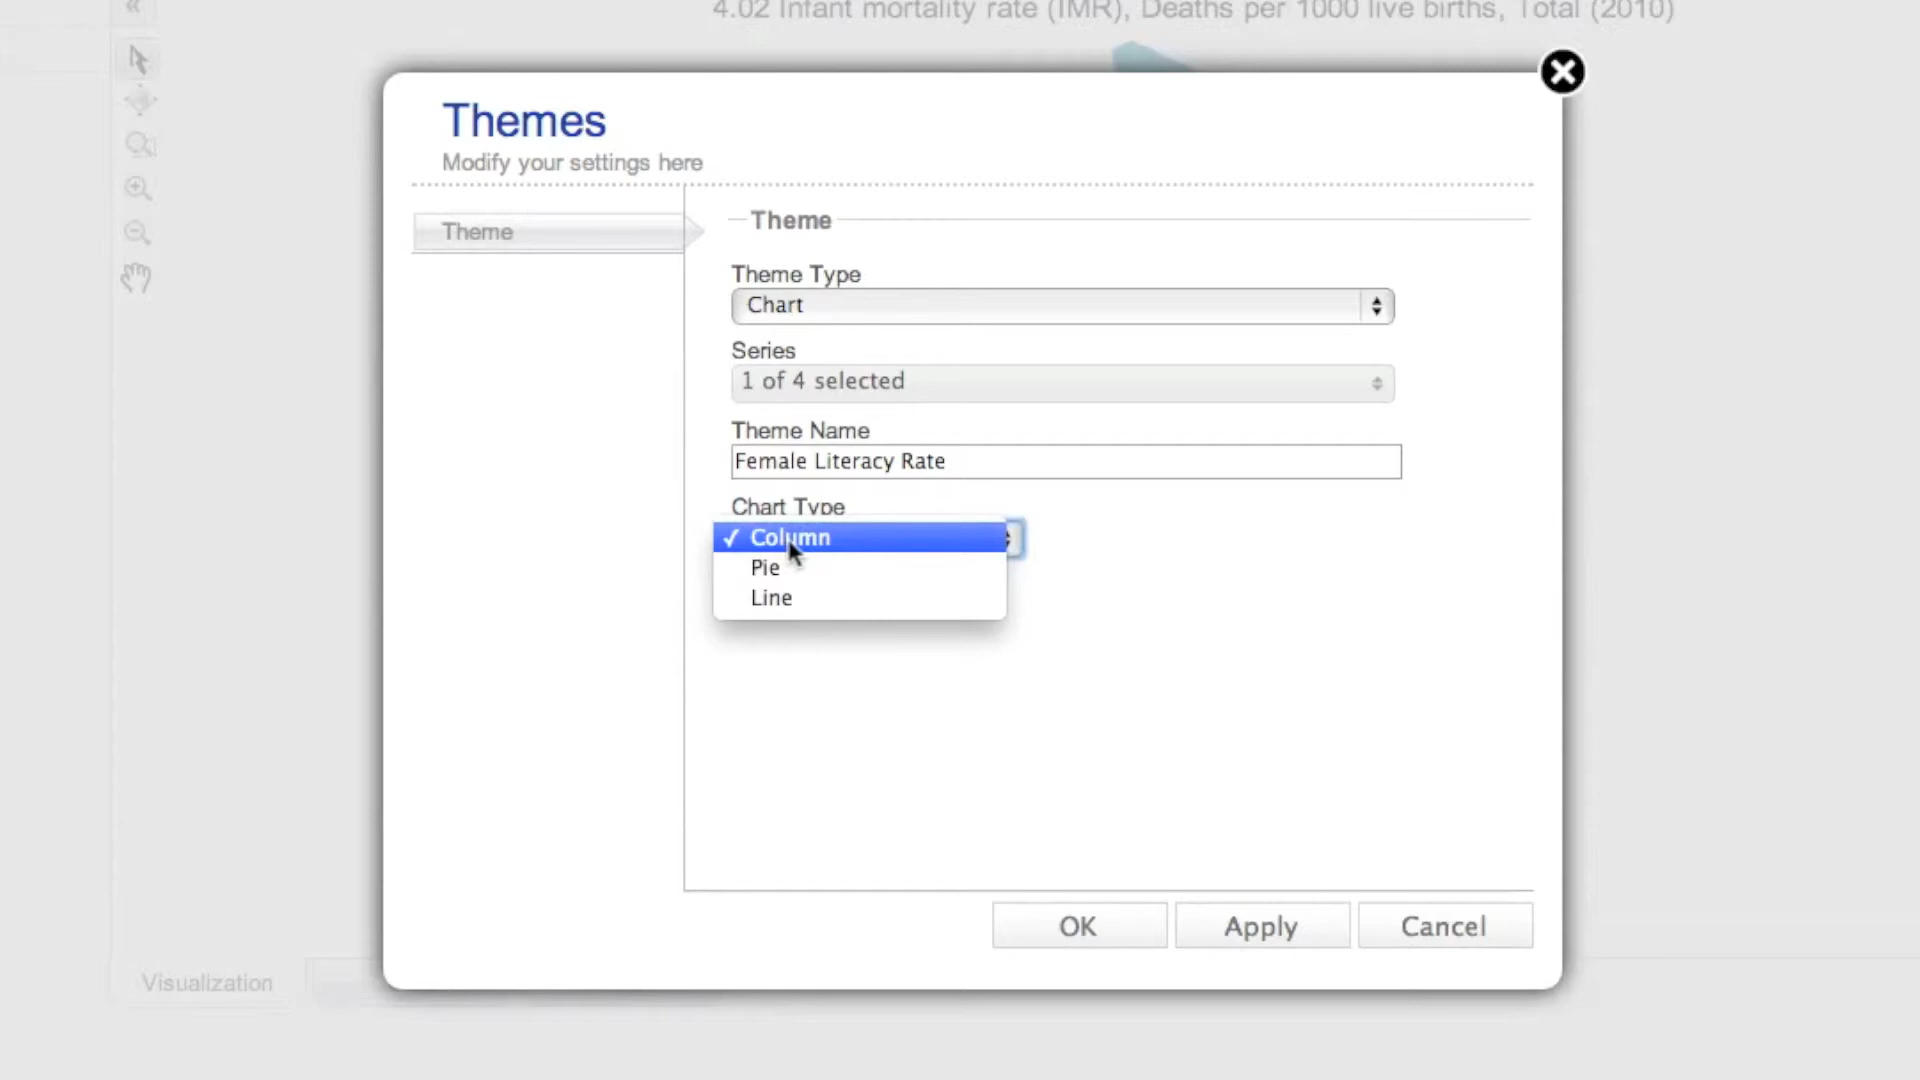 4.02 Infant mortality rate (IMR), Deaths per 1000 live births, Total (2010)
Themes
Modify your settings here
Theme
Theme
Theme Type
Chart
Series
1 of 4 selected
Theme Name
Female Literacy Rate
Chart Type
✓ Column
Pie
Line
OK
Apply
Cancel
Visualization